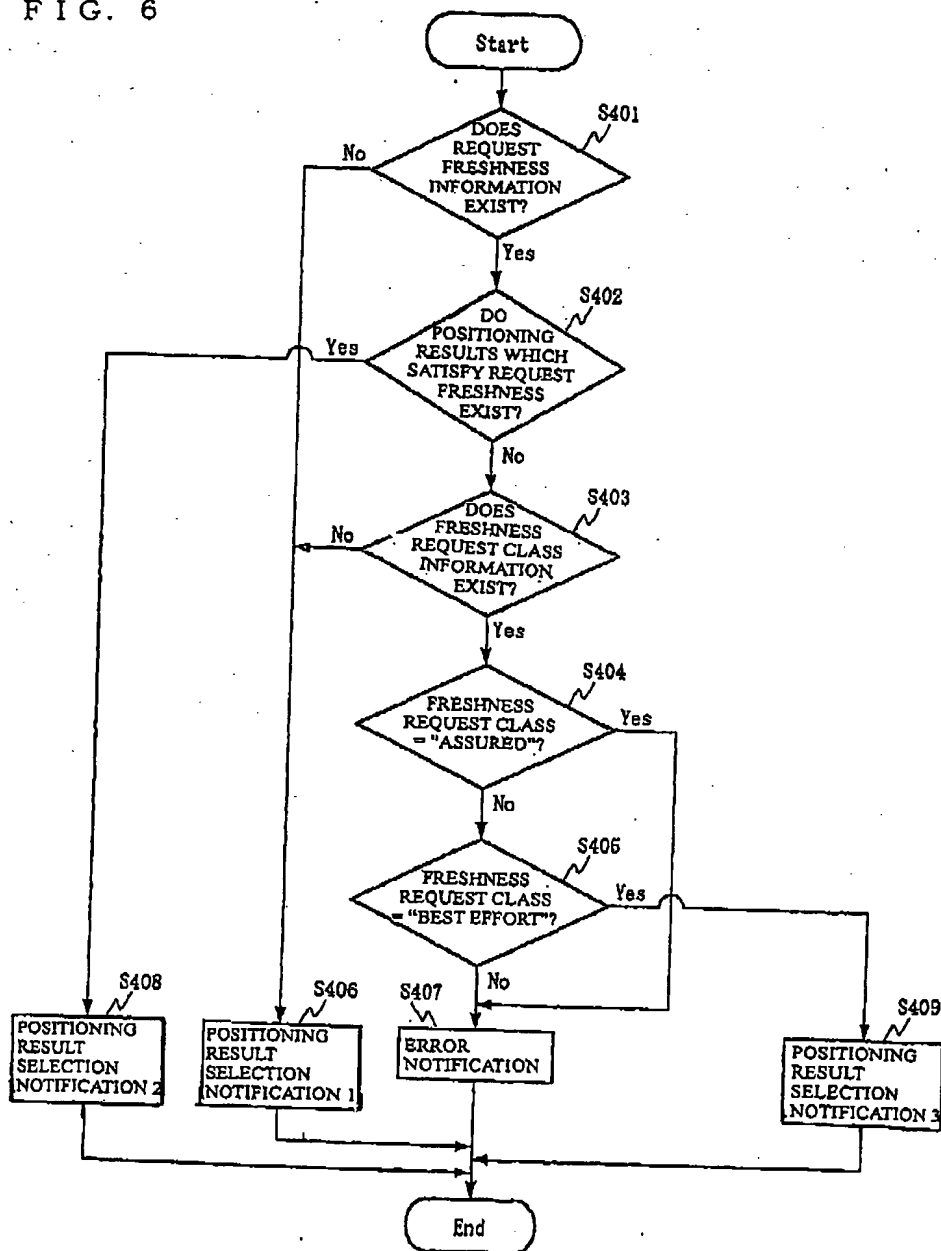 FIG. 6
Start
S401
DOES
REQUEST
FRESHNESS
INFORMATION
EXIST?
No
Yes
S402
DO
POSITIONING
RESULTS WHICH
SATISFY REQUEST
FRESHNESS
EXIST?
Yes
No
S403
DOES
FRESHNESS
REQUEST CLASS
INFORMATION
EXIST?
No
Yes
S404
FRESHNESS
REQUEST CLASS
= "ASSURED"?
Yes
No
S405
FRESHNESS
REQUEST CLASS
= "BEST EFFORT"?
Yes
No
S408
POSITIONING
RESULT
SELECTION
NOTIFICATION 2
S406
POSITIONING
RESULT
SELECTION
NOTIFICATION 1
S407
ERROR
NOTIFICATION
S409
POSITIONING
RESULT
SELECTION
NOTIFICATION 3
End